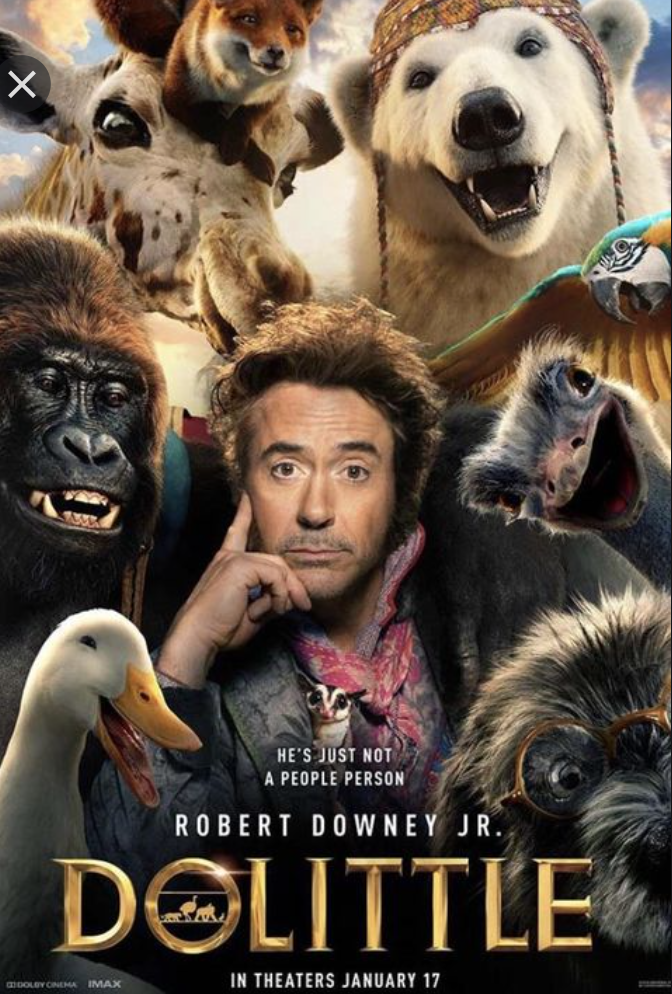 HE'S JUST NOT
A PEOPLE PERSON
ROBERT DOWNEY JR.
DOLITTLE
IN THEATERS JANUARY 17
DOLBY CINEMA IMAX